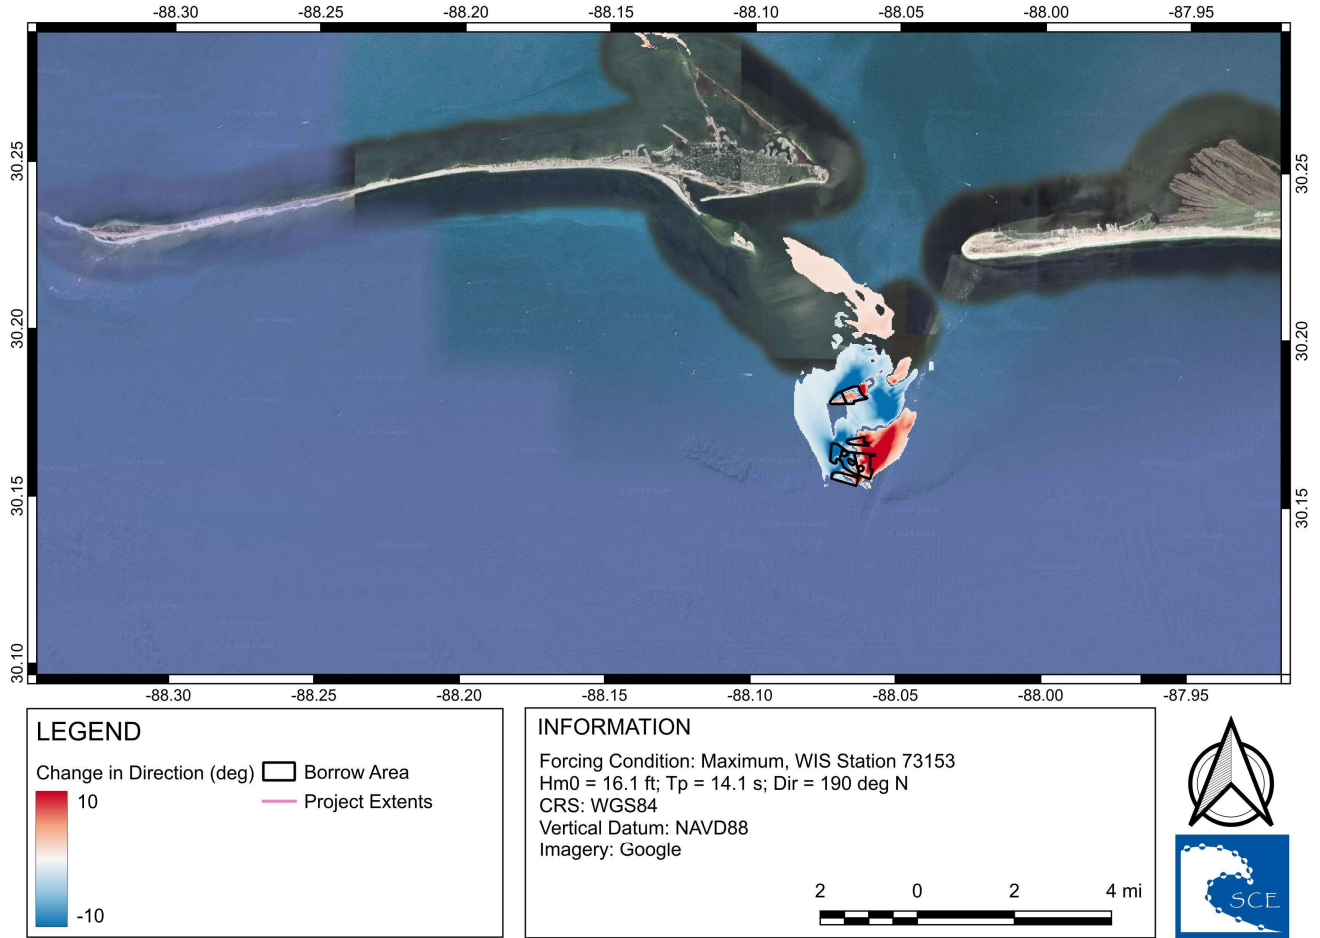 -88.30 -88.25 -88.20 -88.15 -88.10 -88.05 -88.00 -87.95
30.25 30.25
30.20 30.20
30.15 30.15
30.10
-88.30 -88.25 -88.20 -88.15 -88.10 -88.05 -88.00 -87.95
LEGEND
Change in Direction (deg)
10
-10
Borrow Area
Project Extents
INFORMATION
Forcing Condition: Maximum, WIS Station 73153
Hm0 = 16.1 ft; Tp = 14.1 s; Dir = 190 deg N
CRS: WGS84
Vertical Datum: NAVD88
Imagery: Google
2 0 2 4 mi
SCE